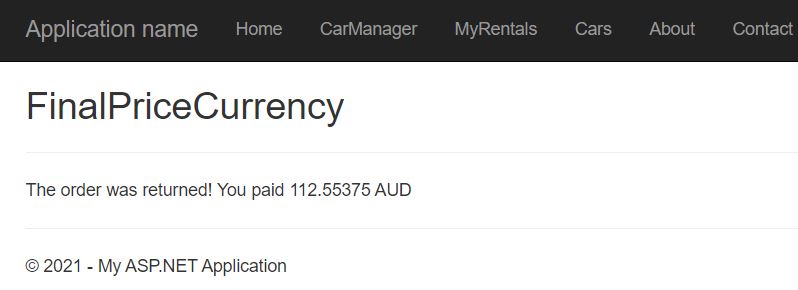 Application name Home CarManager MyRentals Cars About Contact
FinalPriceCurrency
The order was returned! You paid 112.55375 AUD
© 2021 - My ASP.NET Application